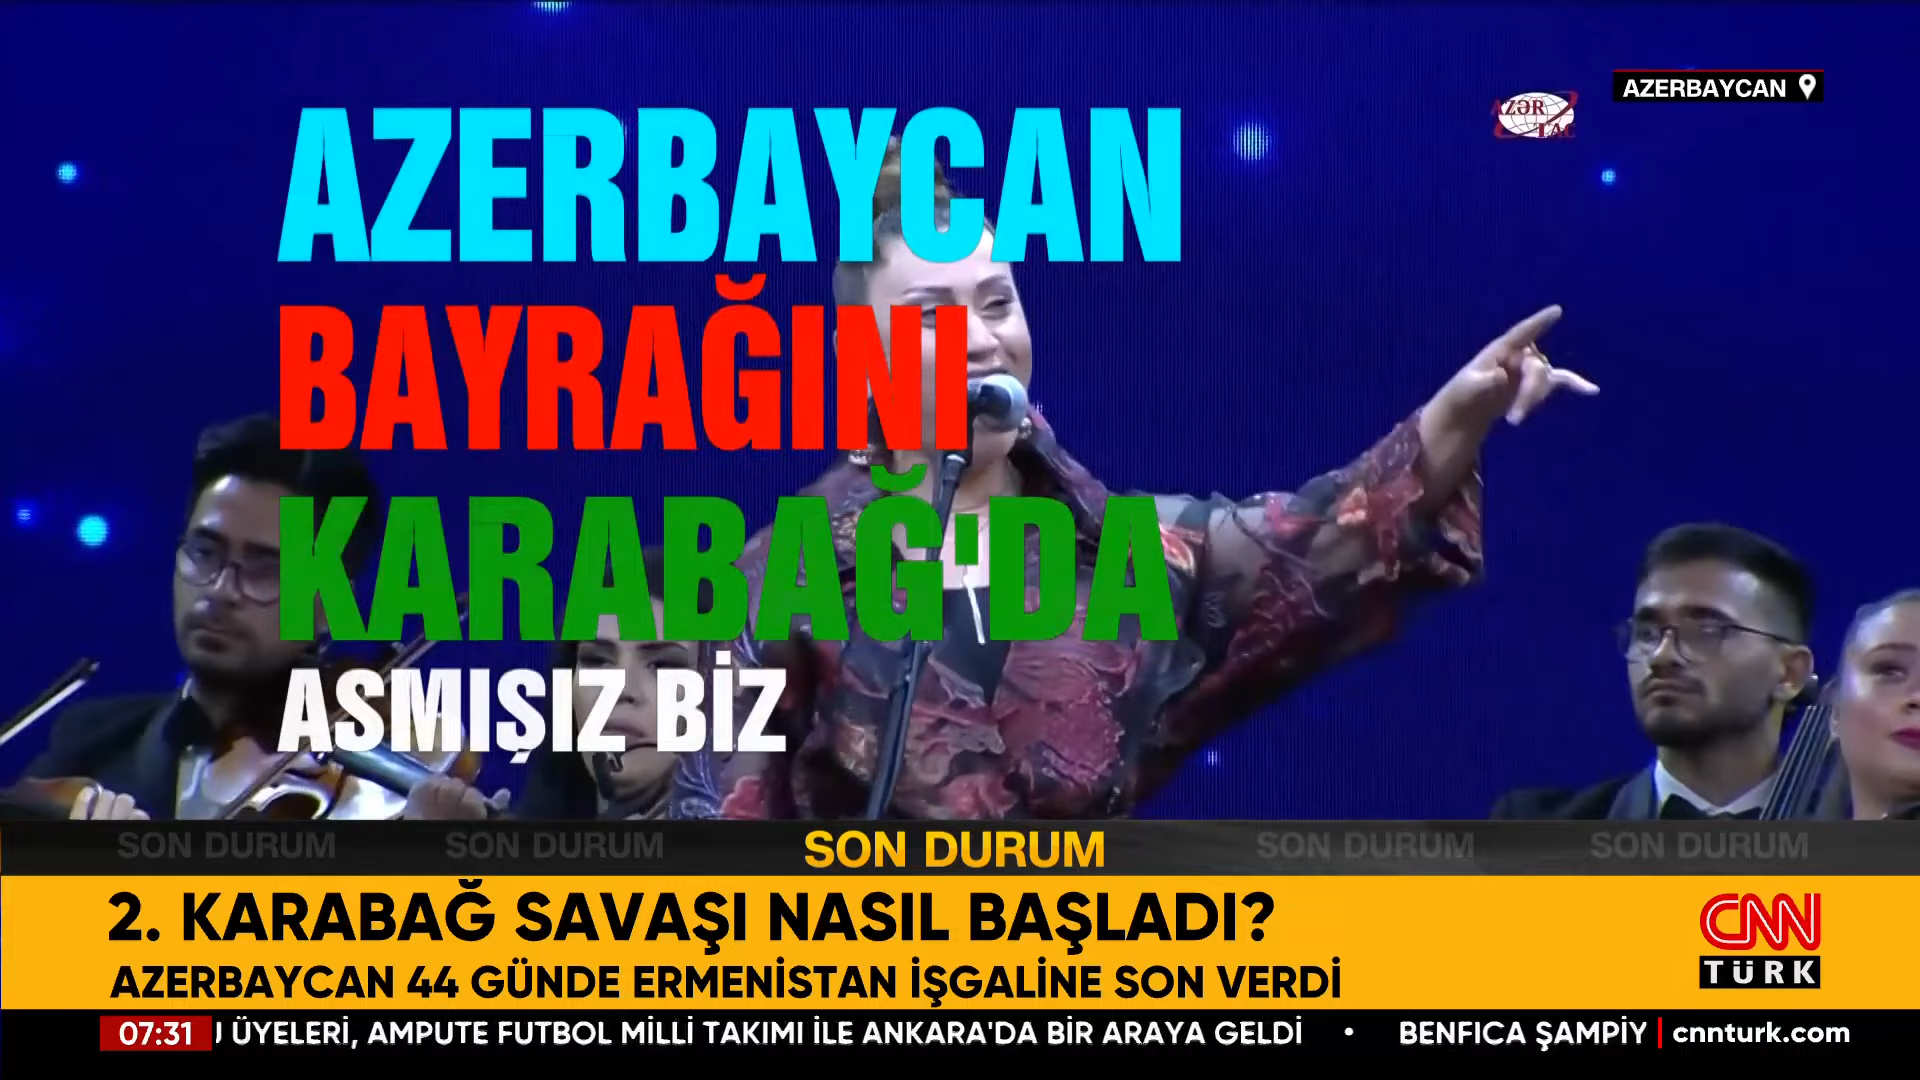 AZERBAYCAN
AZƏR
TAC
AZERBAYCAN
BAYRAĞINI
KARABAĞ'DA
ASMIŞIZ BİZ
SON DURUM SON DURUM SON DURUM SON DURUM SON DURUM
2. KARABAĞ SAVAŞI NASIL BAŞLADI?
AZERBAYCAN 44 GÜNDE ERMENİSTAN İŞGALİNE SON VERDİ
CNN
TÜRK
07:31 ÜYELERİ, AMPUTE FUTBOL MİLLİ TAKIMI İLE ANKARA'DA BİR ARAYA GELDİ • BENFICA ŞAMPİY cnnturk.com